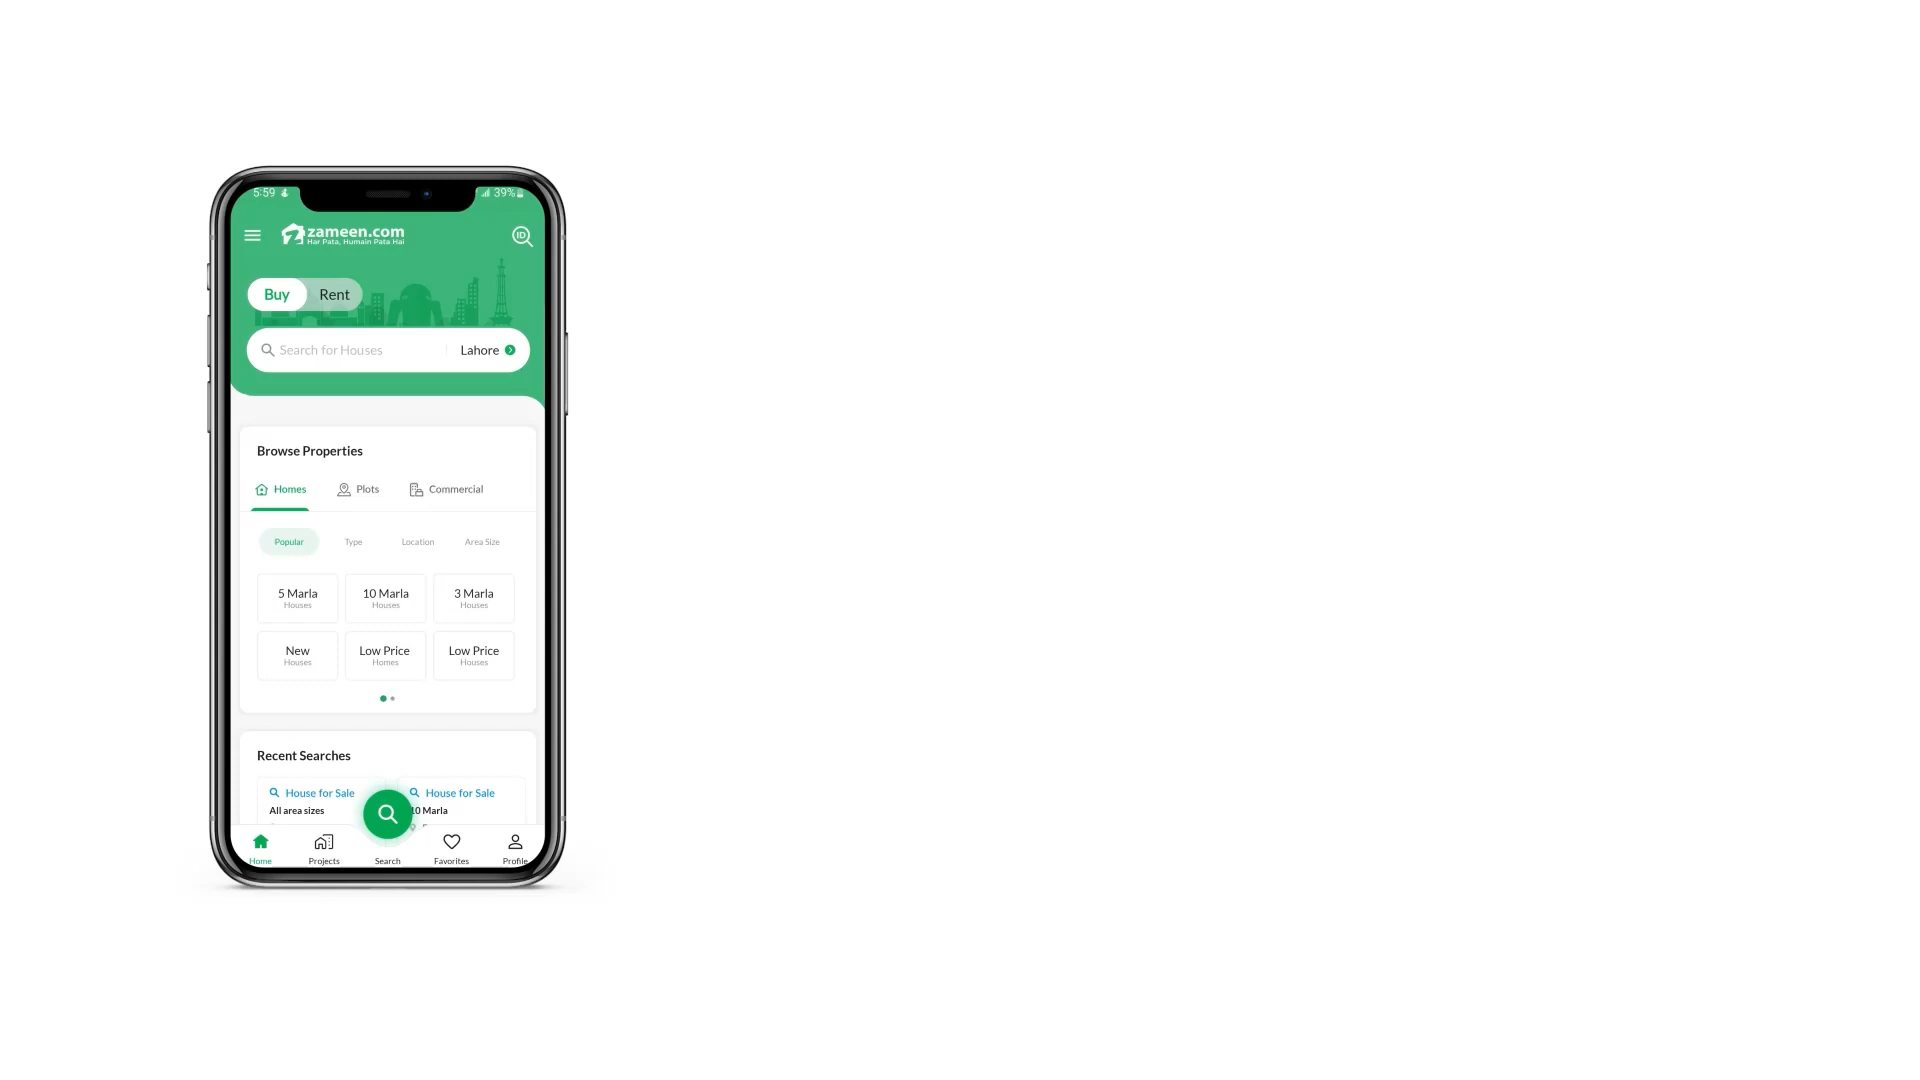 5:59
39%
zameen.com
Har Pata, Humain Pata Hai
ID
Buy Rent
Search for Houses Lahore
Browse Properties
Homes Plots Commercial
Popular Type Location Area Size
5 Marla 10 Marla 3 Marla
Houses Houses Houses
New Low Price Low Price
Houses Homes Houses
Recent Searches
House for Sale House for Sale
All area sizes 10 Marla
Home Projects Search Favorites Profile